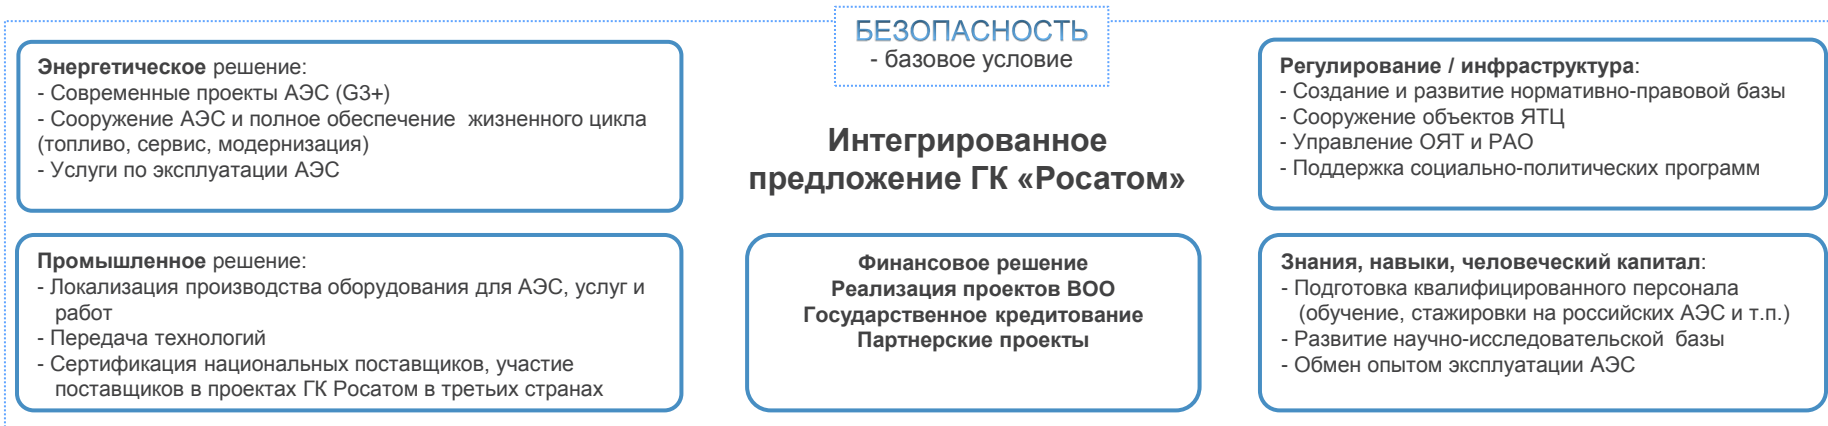 БЕЗОПАСНОСТЬ
- базовое условие
Энергетическое решение:
- Современные проекты АЭС (G3+)
- Сооружение АЭС и полное обеспечение жизненного цикла
(топливо, сервис, модернизация)
- Услуги по эксплуатации АЭС
Интегрированное
предложение ГК «Росатом»
Регулирование / инфраструктура:
- Создание и развитие нормативно-правовой базы
- Сооружение объектов ЯТЦ
- Управление ОЯТ и РАО
- Поддержка социально-политических программ
Промышленное решение:
- Локализация производства оборудования для АЭС, услуг и
работ
- Передача технологий
- Сертификация национальных поставщиков, участие
поставщиков в проектах ГК Росатом в третьих странах
Финансовое решение
Реализация проектов ВОО
Государственное кредитование
Партнерские проекты
Знания, навыки, человеческий капитал:
- Подготовка квалифицированного персонала
(обучение, стажировки на российских АЭС и т.п.)
- Развитие научно-исследовательской базы
- Обмен опытом эксплуатации АЭС